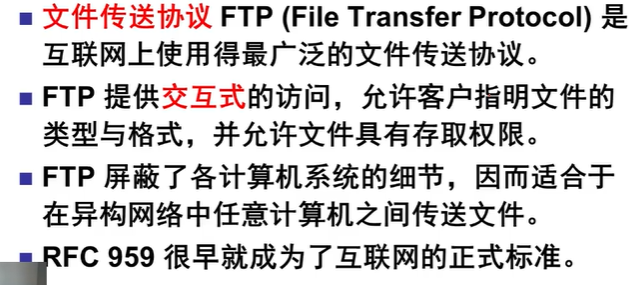 文件传送协议 FTP (File Transfer Protocol) 是
互联网上使用得最广泛的文件传送协议。
FTP 提供交互式的访问，允许客户指明文件的
类型与格式，并允许文件具有存取权限。
FTP 屏蔽了各计算机系统的细节，因而适合于
在异构网络中任意计算机之间传送文件。
RFC 959 很早就成为了互联网的正式标准。